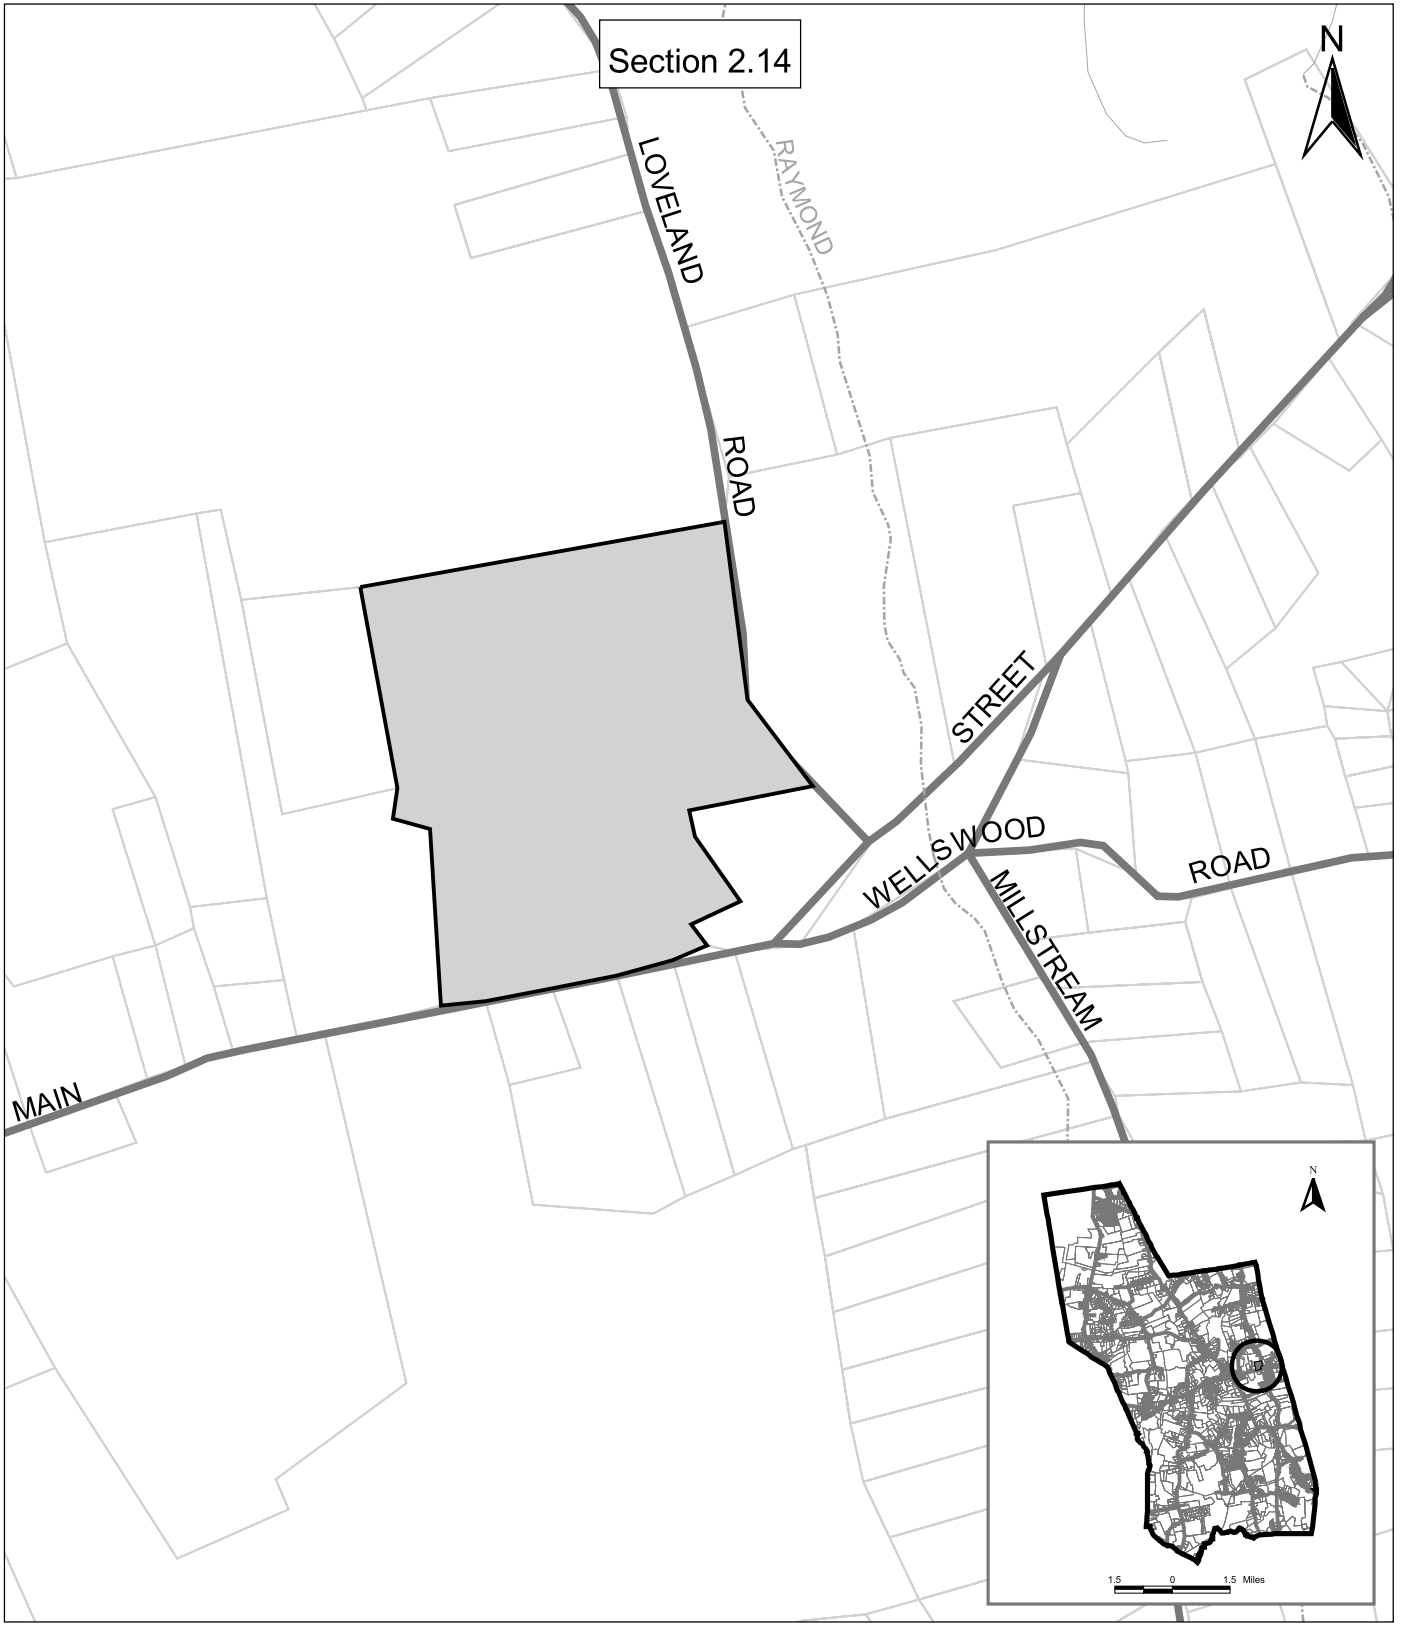 Section 2.14
N
LOVELAND
RAYMOND
ROAD
STREET
WELLSWOOD
ROAD
MILLSTREAM
MAIN
N
1.5 0 1.5 Miles